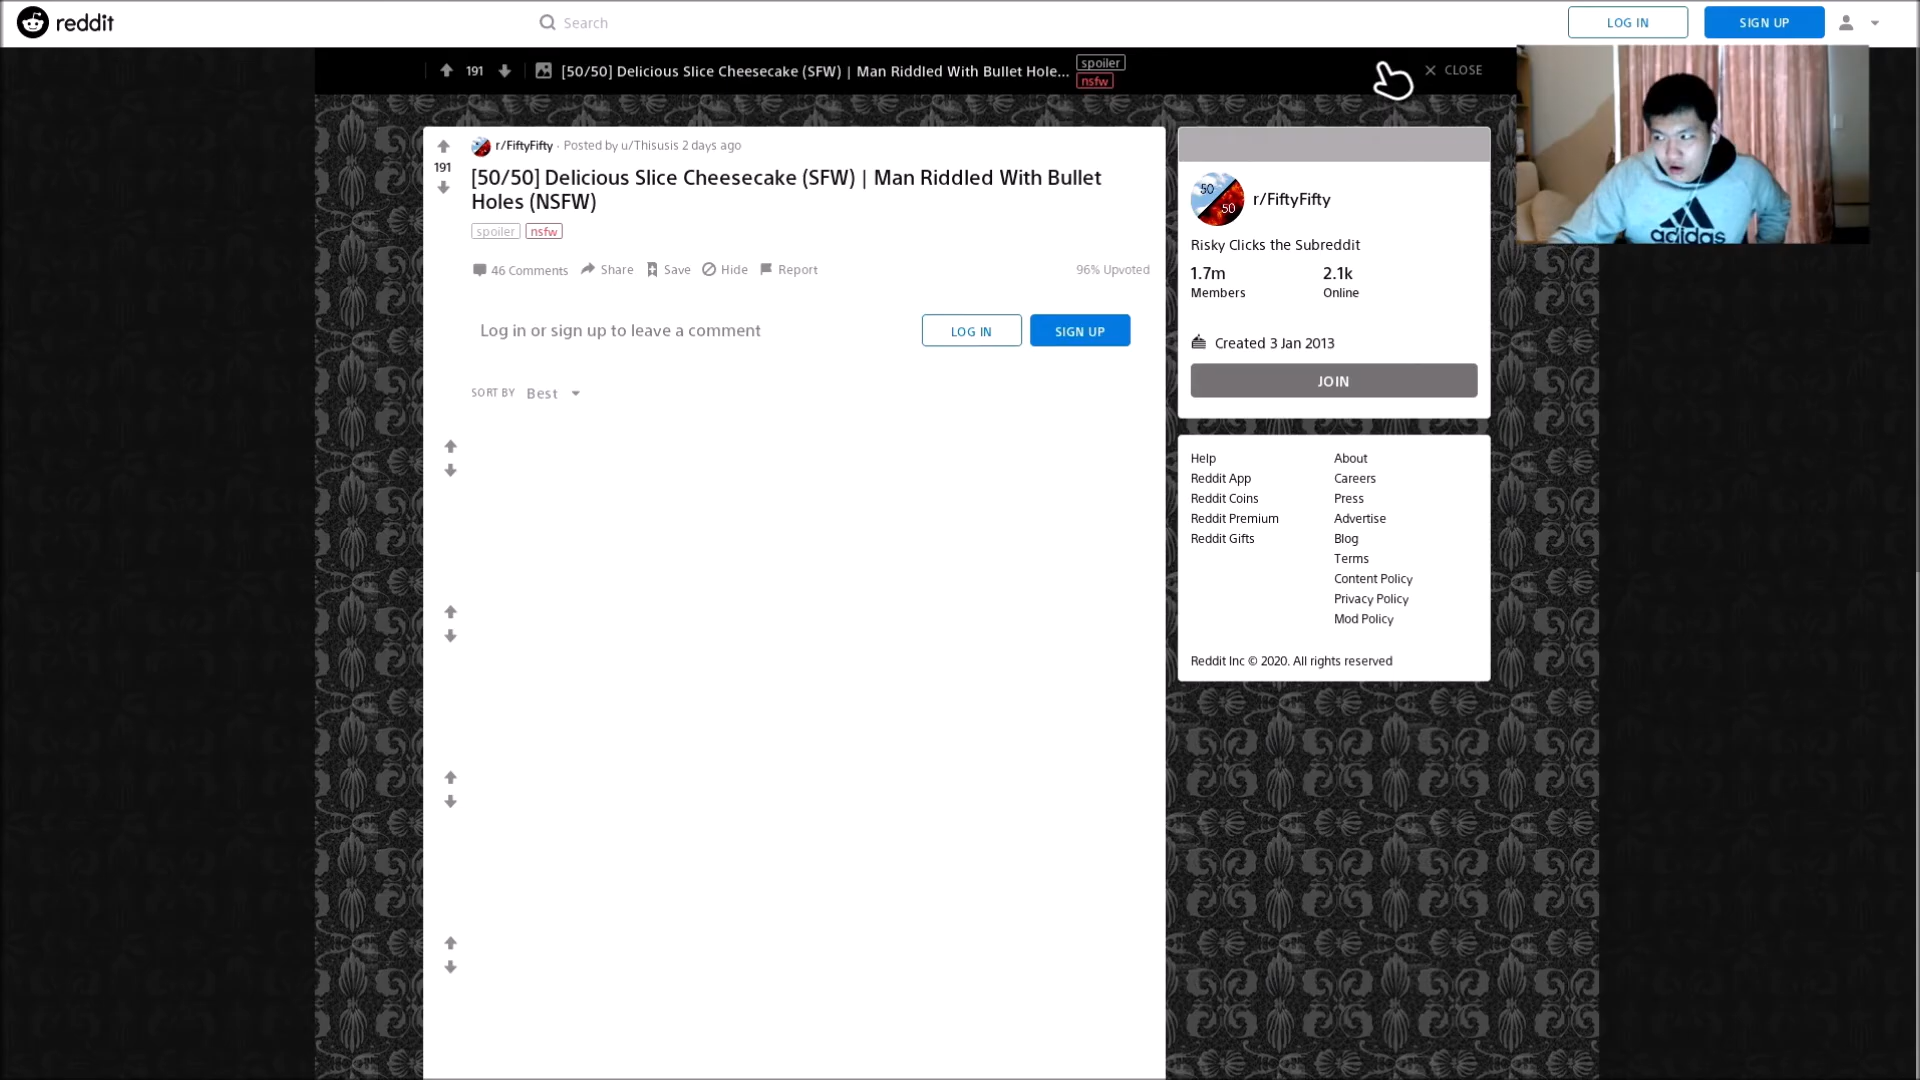 reddit
Search
LOG IN
SIGN UP
191
[50/50] Delicious Slice Cheesecake (SFW) | Man Riddled With Bullet Hole...
spoiler
nsfw
CLOSE
191
r/FiftyFifty · Posted by u/Thisusis 2 days ago
[50/50] Delicious Slice Cheesecake (SFW) | Man Riddled With Bullet
Holes (NSFW)
spoiler nsfw
46 Comments Share Save Hide Report
96% Upvoted
Log in or sign up to leave a comment
LOG IN
SIGN UP
SORT BY Best
50
50
r/FiftyFifty
Risky Clicks the Subreddit
1.7m
Members
2.1k
Online
Created 3 Jan 2013
JOIN
Help
Reddit App
Reddit Coins
Reddit Premium
Reddit Gifts
About
Careers
Press
Advertise
Blog
Terms
Content Policy
Privacy Policy
Mod Policy
Reddit Inc © 2020. All rights reserved
adidas